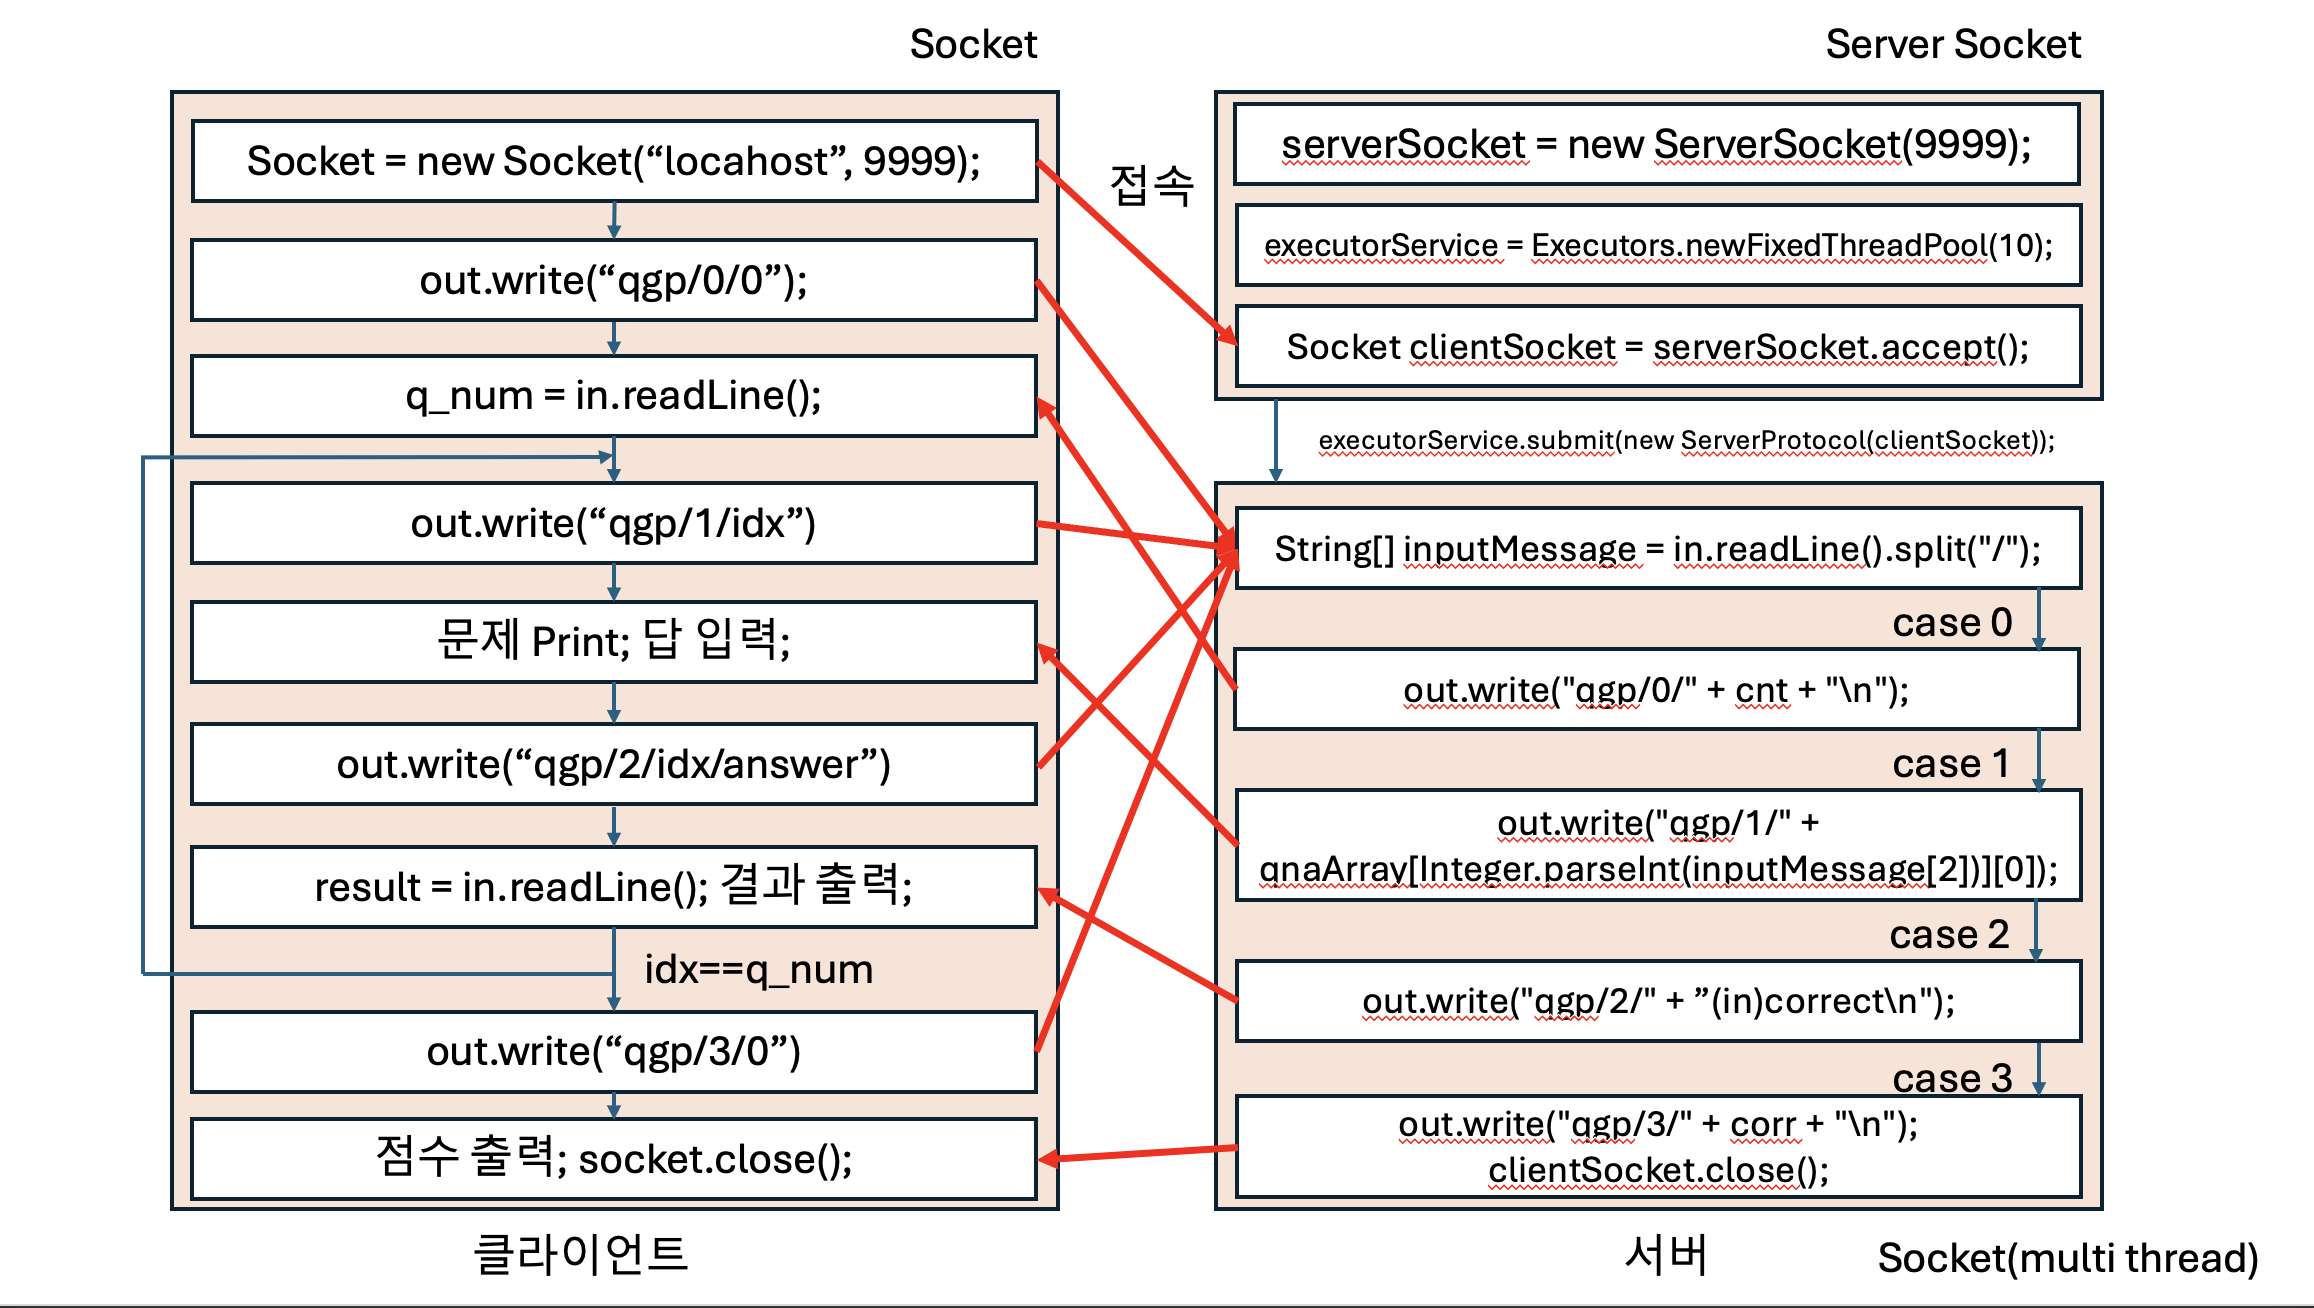 Socket
Socket = new Socket(“locahost”, 9999);
out.write(“qgp/0/0”);
q_num = in.readLine();
out.write(“qgp/1/idx”)
문제 Print; 답 입력;
out.write(“qgp/2/idx/answer”)
result = in.readLine(); 결과 출력;
idx==q_num
out.write(“qgp/3/0”)
점수 출력; socket.close();
클라이언트
접속
Server Socket
serverSocket = new ServerSocket(9999);
executorService = Executors.newFixedThreadPool(10);
Socket clientSocket = serverSocket.accept();
executorService.submit(new ServerProtocol(clientSocket));
String[] inputMessage = in.readLine().split("/");
case 0
out.write("qgp/0/" + cnt + "\n");
case 1
out.write("qgp/1/" +
qnaArray[Integer.parseInt(inputMessage[2])][0]);
case 2
out.write("qgp/2/" + ”(in)correct\n");
case 3
out.write("qgp/3/" + corr + "\n");
clientSocket.close();
서버
Socket(multi thread)